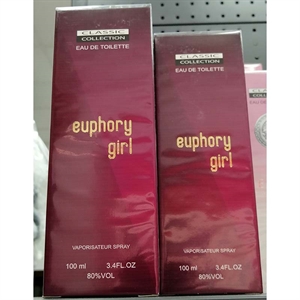 CLASSIC
COLLECTION
EAU DE TOILETTE
euphory
girl
VAPORISATEUR SPRAY
100 ml 3.4FL.OZ
80%VOL
CLASSIC
COLLECTION
EAU DE TOILETTE
euphory
girl
VAPORISATEUR SPRAY
100 ml 3.4FL.OZ
80%VOL